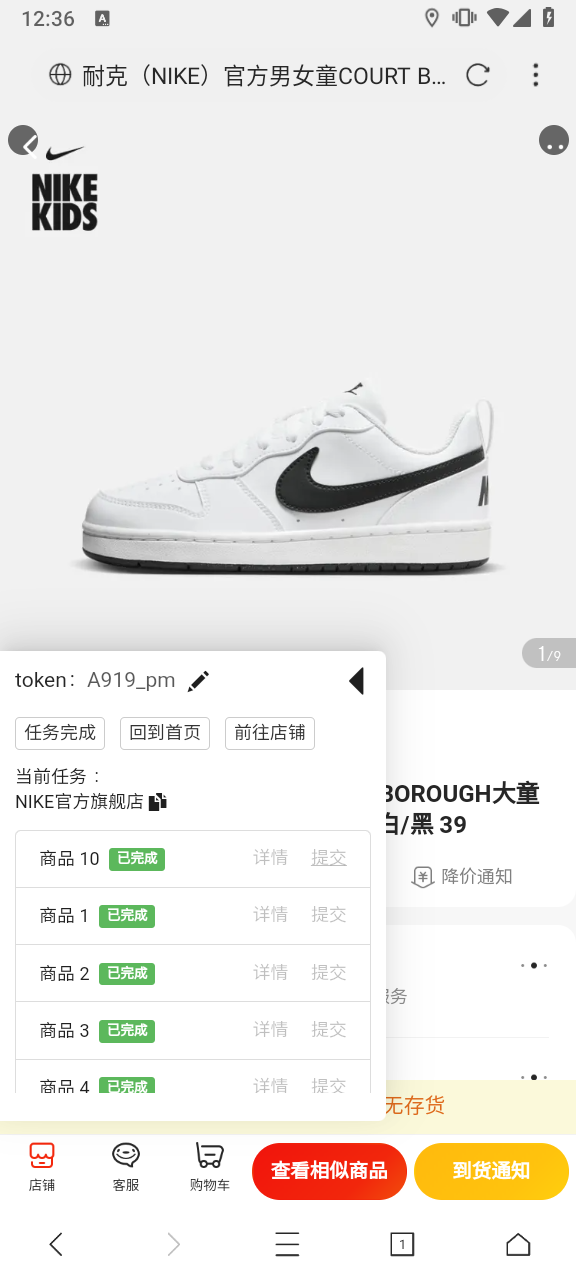 12:36
A
耐克（NIKE）官方男女童COURT B...
NIKE
KIDS
1/9
token： A919_pm
任务完成 回到首页 前往店铺
当前任务：
NIKE官方旗舰店
BOROUGH大童
白/黑 39
商品 10 已完成 详情 提交
降价通知
商品 1 已完成 详情 提交
商品 2 已完成 详情 提交
服务
商品 3 已完成 详情 提交
商品 4 已完成 详情 提交
无存货
店铺 客服 购物车 查看相似商品 到货通知
1